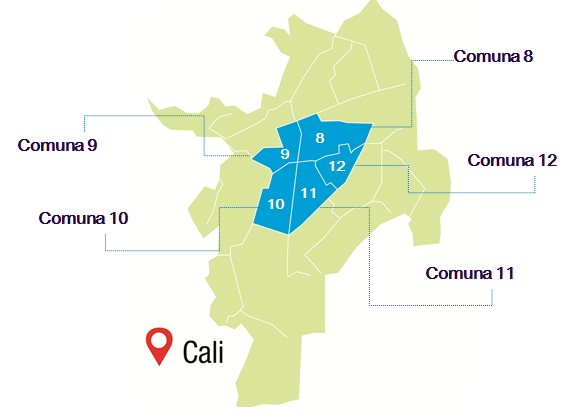 Comuna 8
8
Comuna 9
9
12
Comuna 12
11
10
Comuna 10
Comuna 11
Cali